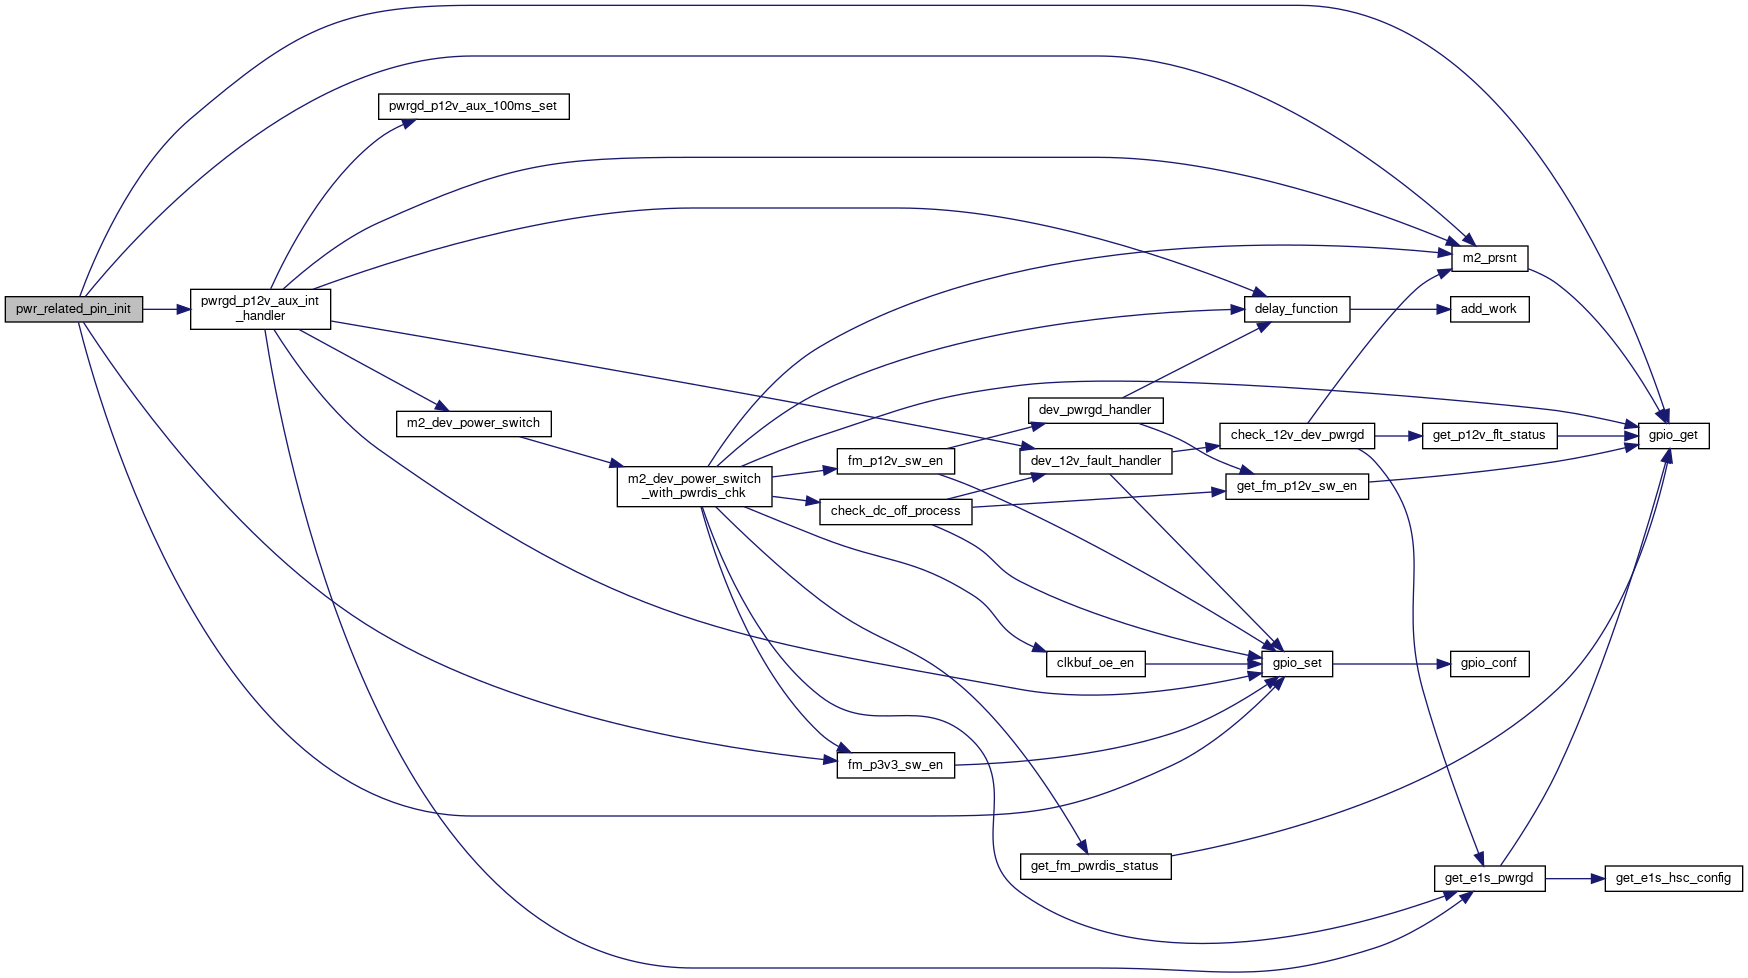 pwr_related_pin_init
pwrgd_p12v_aux_int
_handler
pwrgd_p12v_aux_100ms_set
m2_dev_power_switch
m2_dev_power_switch
_with_pwrdis_chk
fm_p12v_sw_en
check_dc_off_process
fm_p3v3_sw_en
dev_pwrgd_handler
dev_12v_fault_handler
clkbuf_oe_en
get_fm_pwrdis_status
delay_function
check_12v_dev_pwrgd
get_fm_p12v_sw_en
gpio_set
m2_prsnt
add_work
get_p12v_flt_status
gpio_conf
get_e1s_pwrgd
gpio_get
get_e1s_hsc_config